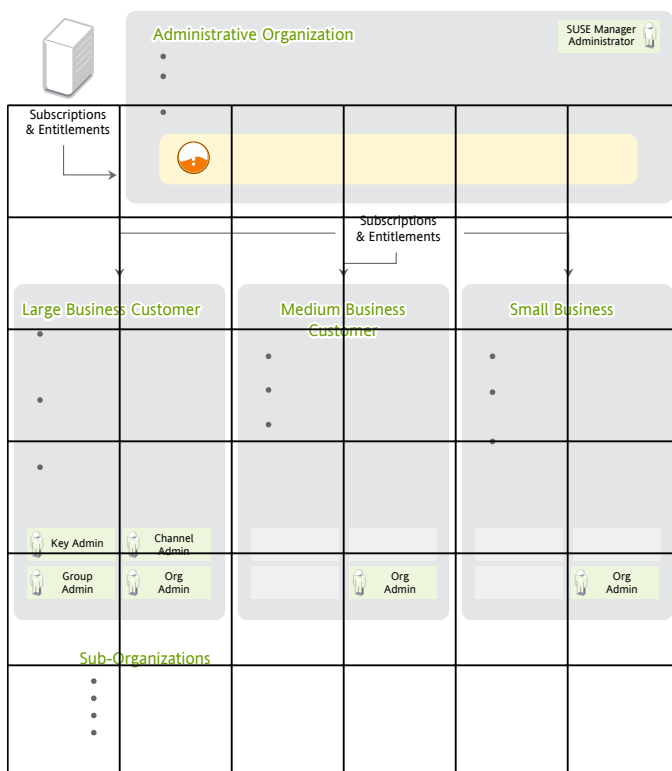 Administrative Organization
SUSE Manager
Administrator
Subscriptions
& Entitlements
Subscriptions
& Entitlements
Large Business Customer
Medium Business
Customer
Small Business
Key Admin
Channel
Admin
Group
Admin
Org
Admin
Org
Admin
Org
Admin
Sub-Organizations